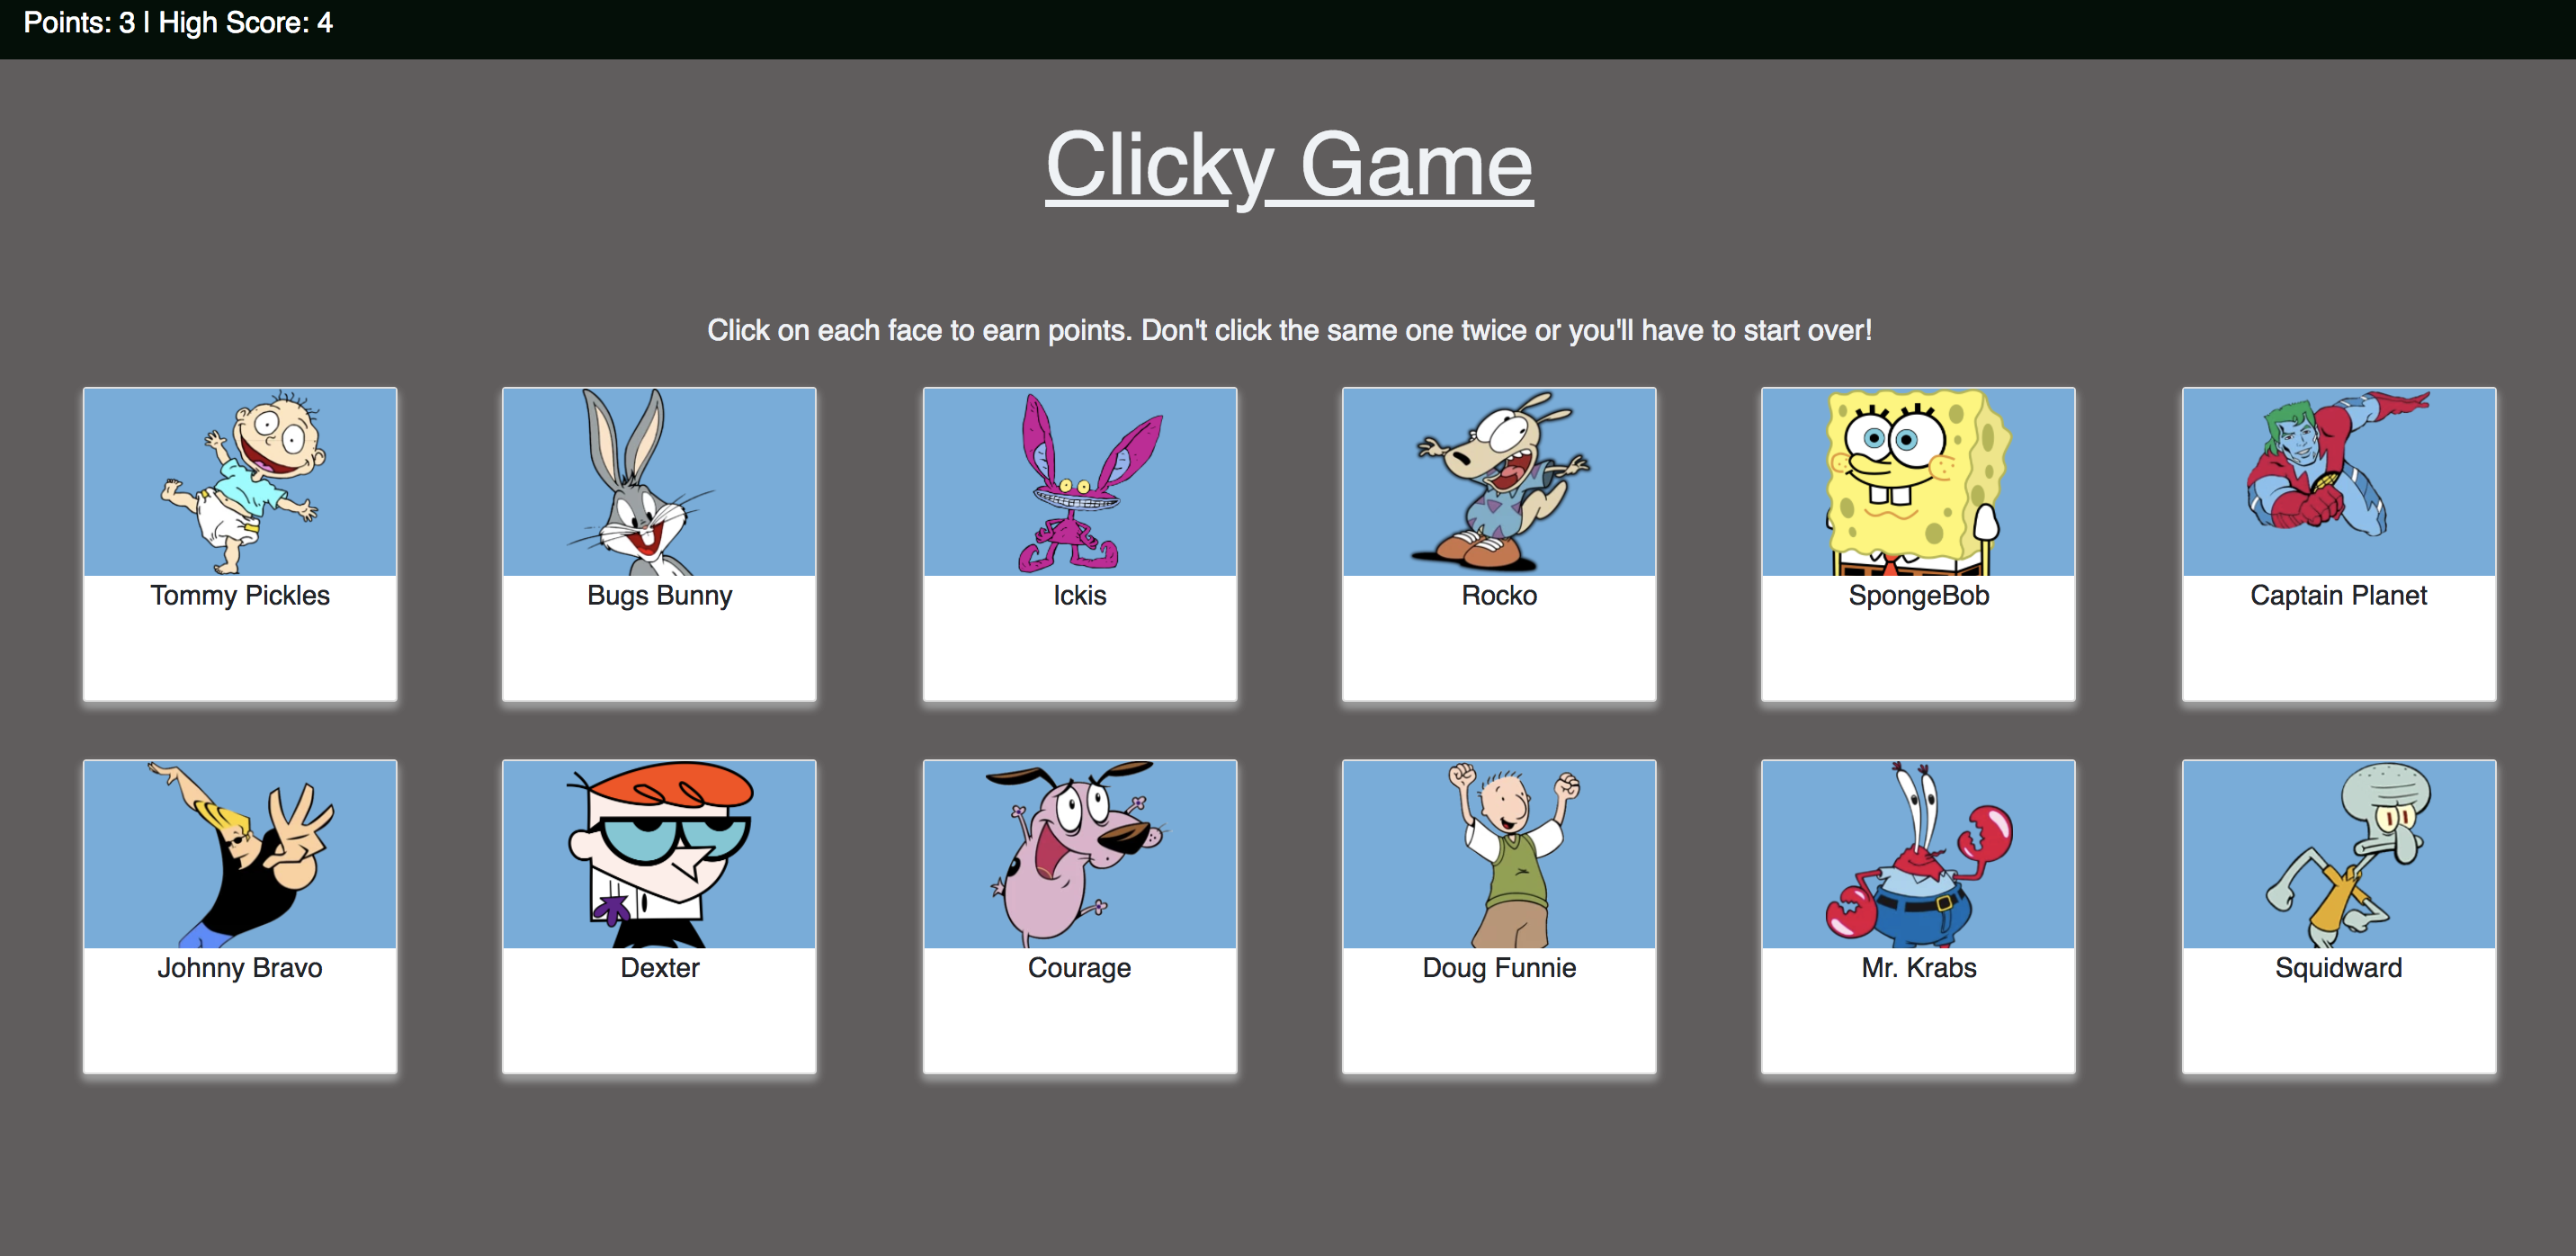 Points: 3 | High Score: 4
Clicky Game
Click on each face to earn points. Don't click the same one twice or you'll have to start over!
Tommy Pickles
Bugs Bunny
Ickis
Rocko
SpongeBob
Captain Planet
Johnny Bravo
Dexter
Courage
Doug Funnie
Mr. Krabs
Squidward